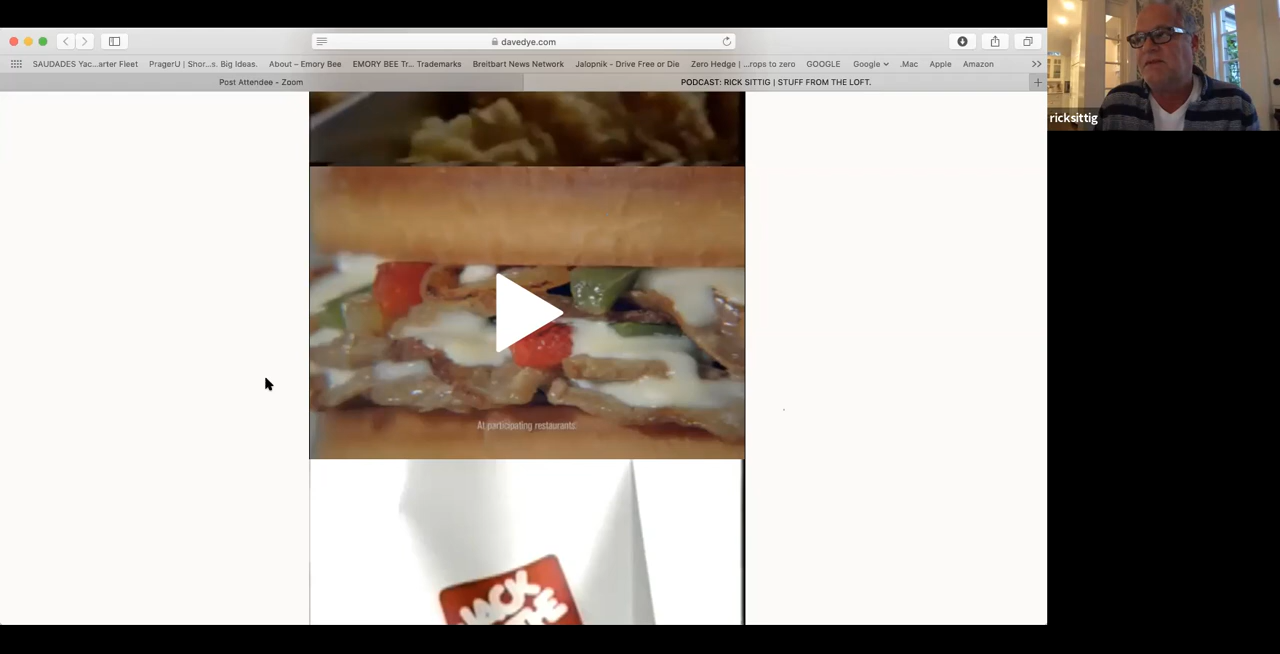 davedye.com
SAUDADES Yac...arter Fleet PragerU | Shor...s. Big Ideas. About – Emory Bee EMORY BEE Tr... Trademarks Breitbart News Network Jalopnik - Drive Free or Die Zero Hedge | ...rops to zero GOOGLE Google .Mac Apple Amazon
Post Attendee - Zoom PODCAST: RICK SITTIG | STUFF FROM THE LOFT.
ricksittig
At participating restaurants.
JACK
THE